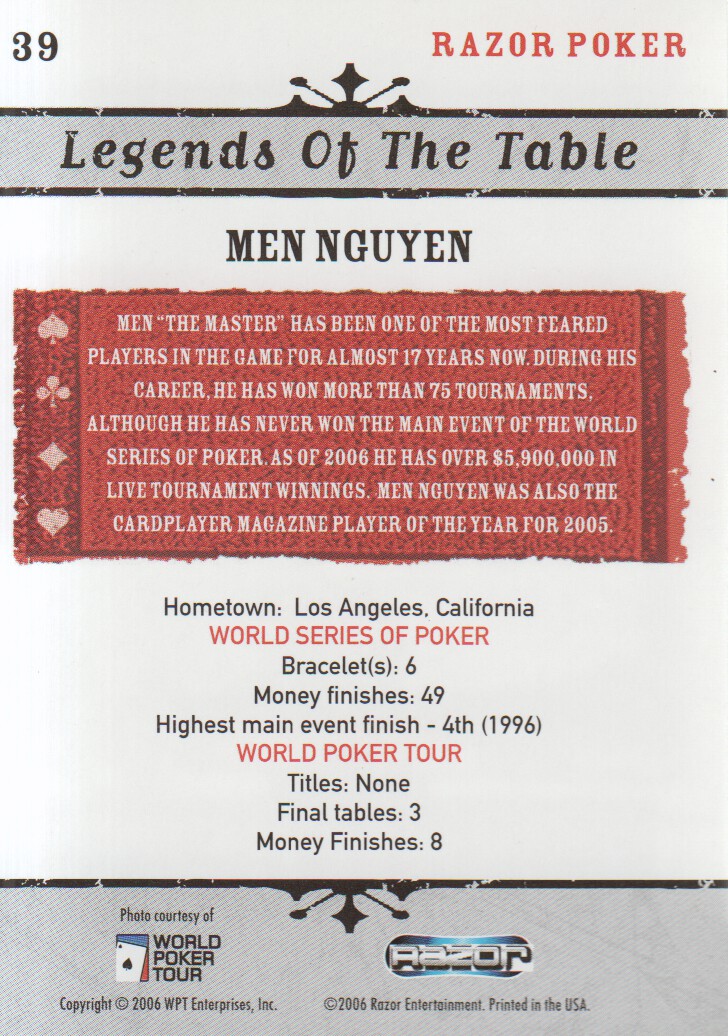 39
RAZOR POKER
Legends Of The Table
MEN NGUYEN
MEN “THE MASTER” HAS BEEN ONE OF THE MOST FEARED
PLAYERS IN THE GAME FOR ALMOST 17 YEARS NOW. DURING HIS
CAREER, HE HAS WON MORE THAN 75 TOURNAMENTS,
ALTHOUGH HE HAS NEVER WON THE MAIN EVENT OF THE WORLD
SERIES OF POKER. AS OF 2006 HE HAS OVER $5,900,000 IN
LIVE TOURNAMENT WINNINGS. MEN NGUYEN WAS ALSO THE
CARDPLAYER MAGAZINE PLAYER OF THE YEAR FOR 2005.
Hometown: Los Angeles, California
WORLD SERIES OF POKER
Bracelet(s): 6
Money finishes: 49
Highest main event finish - 4th (1996)
WORLD POKER TOUR
Titles: None
Final tables: 3
Money Finishes: 8
Photo courtesy of
WORLD
POKER
TOUR
RAZOR
Copyright © 2006 WPT Enterprises, Inc.
©2006 Razor Entertainment. Printed in the USA.